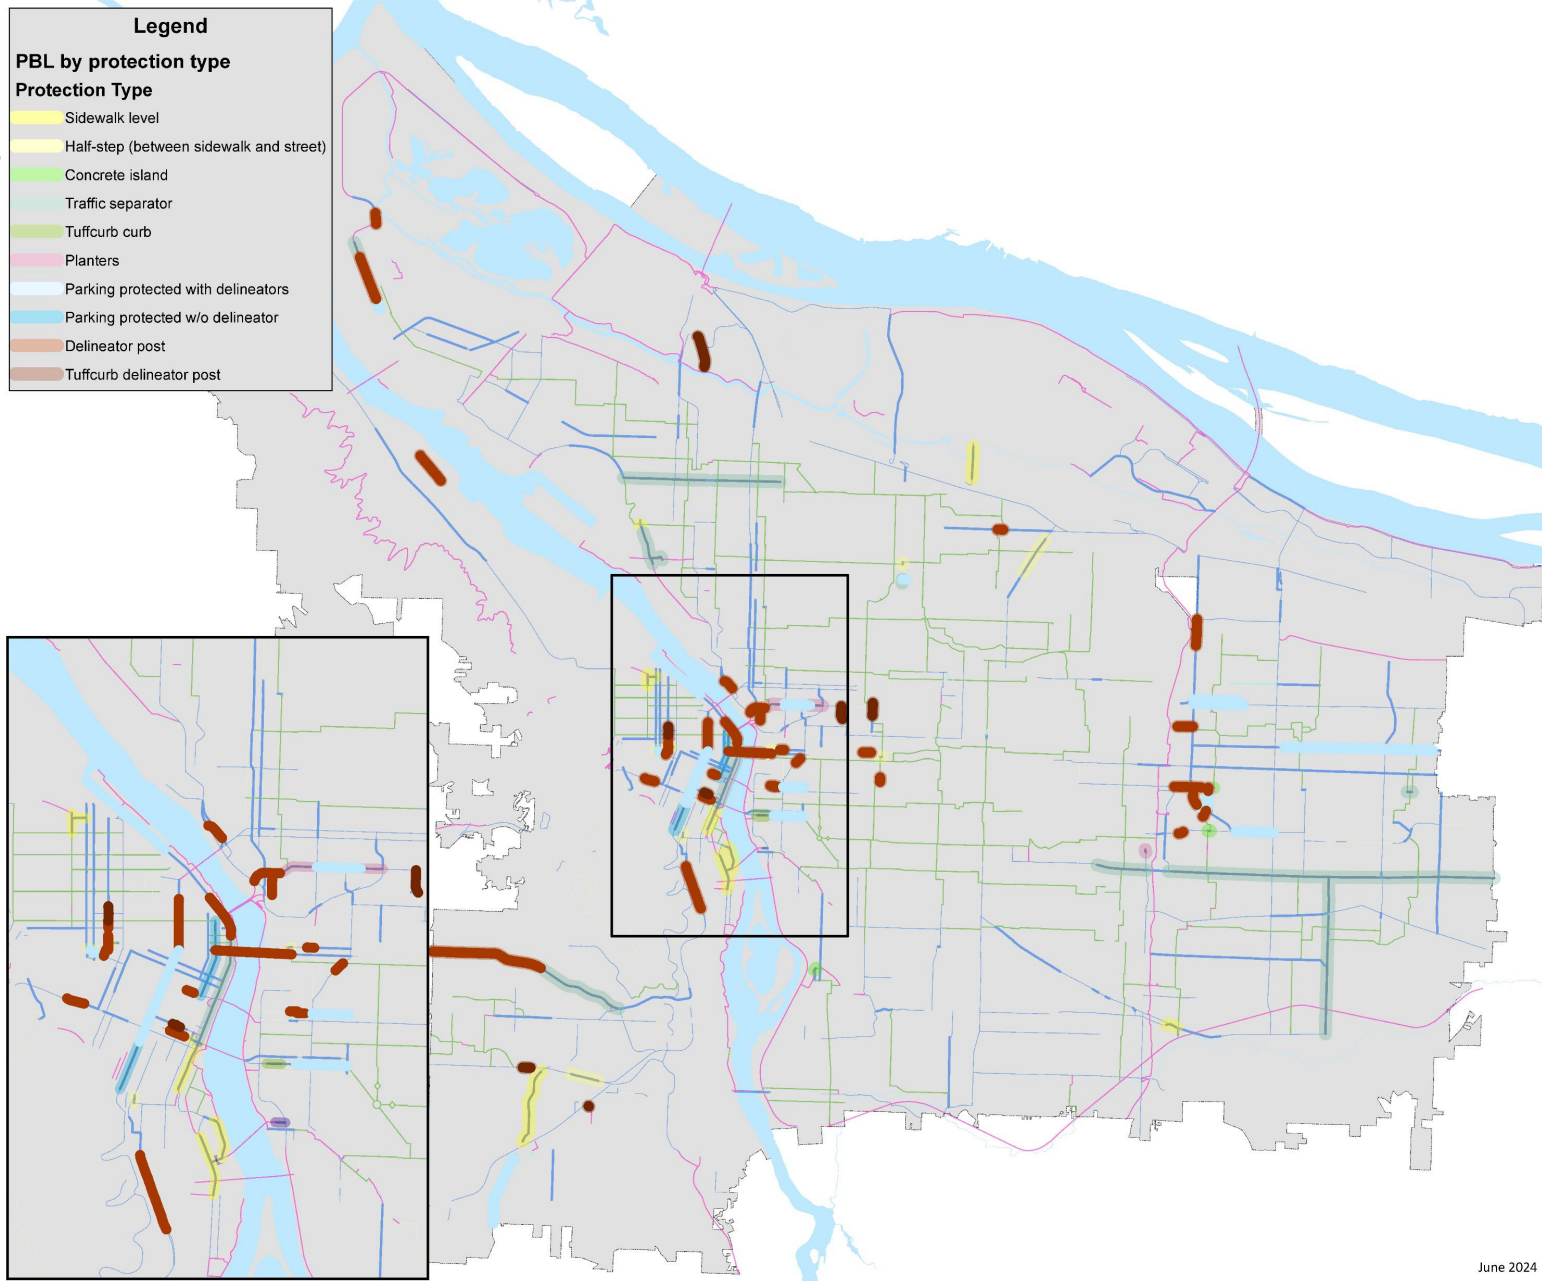 Legend
PBL by protection type
Protection Type
Sidewalk level
Half-step (between sidewalk and street)
Concrete island
Traffic separator
Tuffcurb curb
Planters
Parking protected with delineators
Parking protected w/o delineator
Delineator post
Tuffcurb delineator post
June 2024